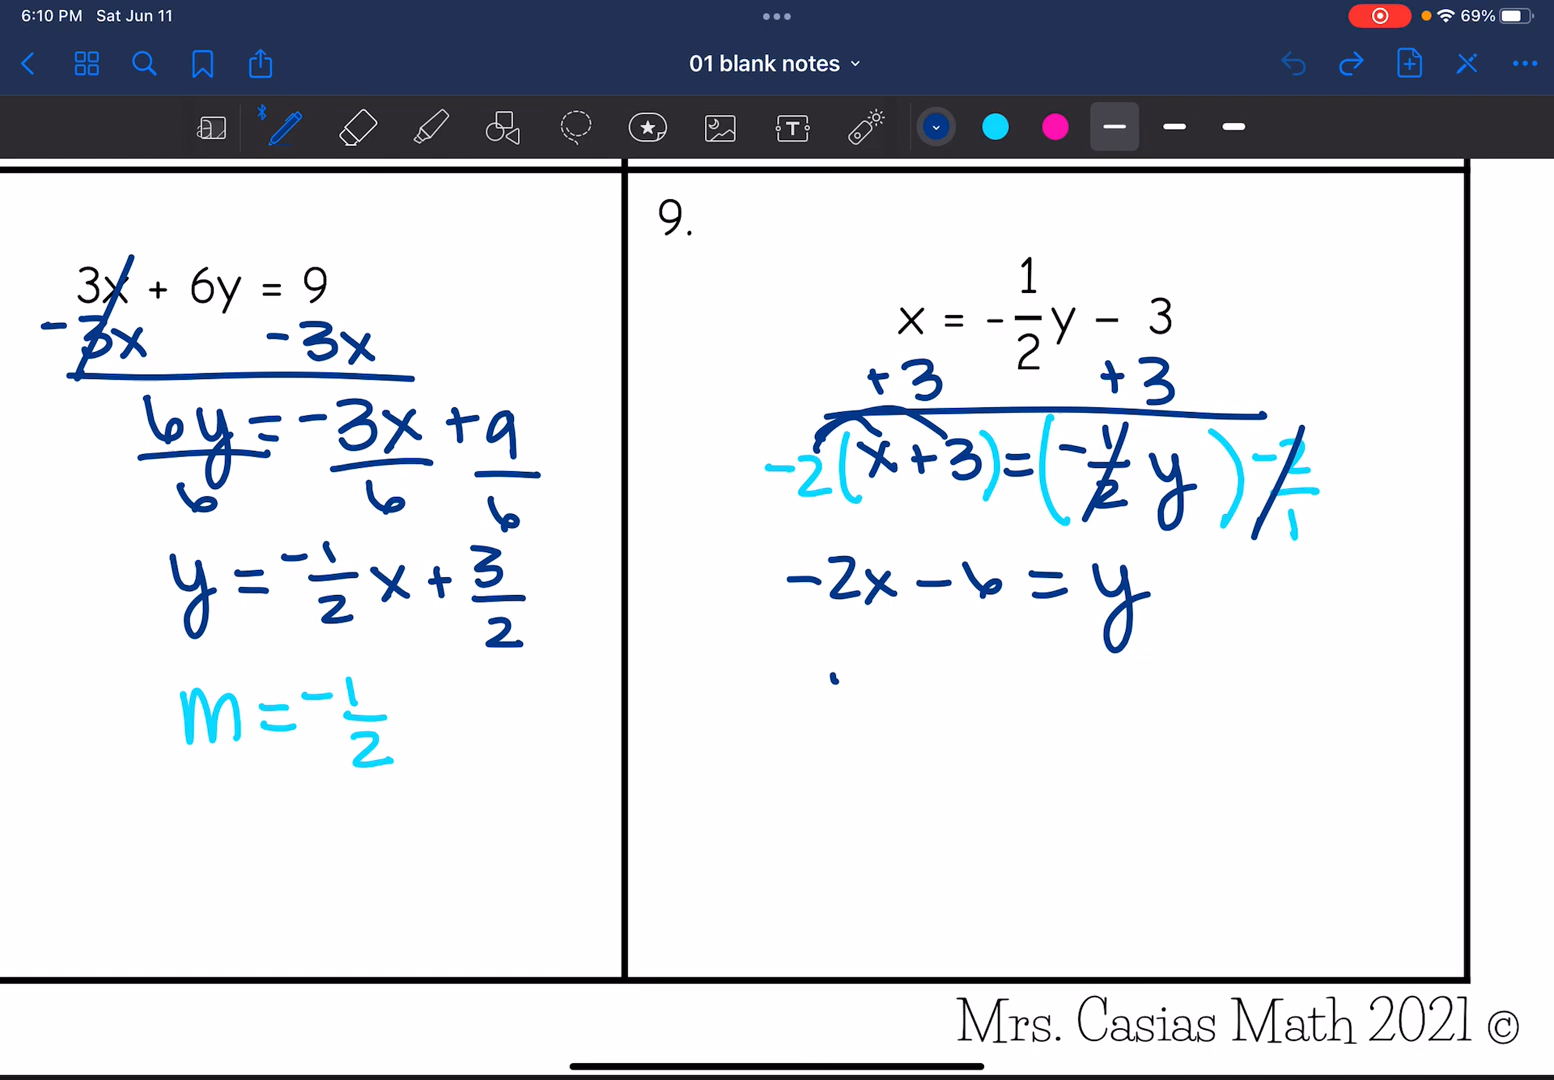 6:10 PM Sat Jun 11
69%
01 blank notes
T
3x + 6y = 9
-3x -3x
6y = -3x + 9
6 6 6
y = -1/2 x + 3/2
m = -1/2
9.
x = -1/2 y - 3
+3 +3
-2(x+3) = (-1/2 y) -2/1
-2x - 6 = y
Mrs. Casias Math 2021 ©